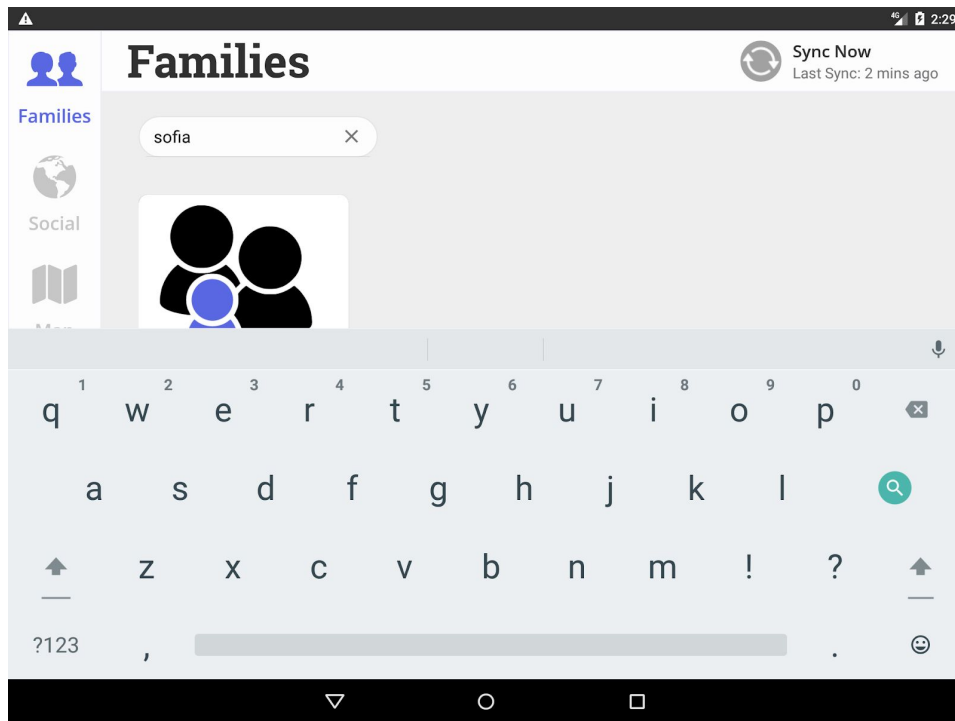 4G 2:29
Families
Sync Now
Last Sync: 2 mins ago
Families
sofia
Social
1 2 3 4 5 6 7 8 9 0
q w e r t y u i o p
a s d f g h j k l
z x c v b n m ! ?
?123 , .